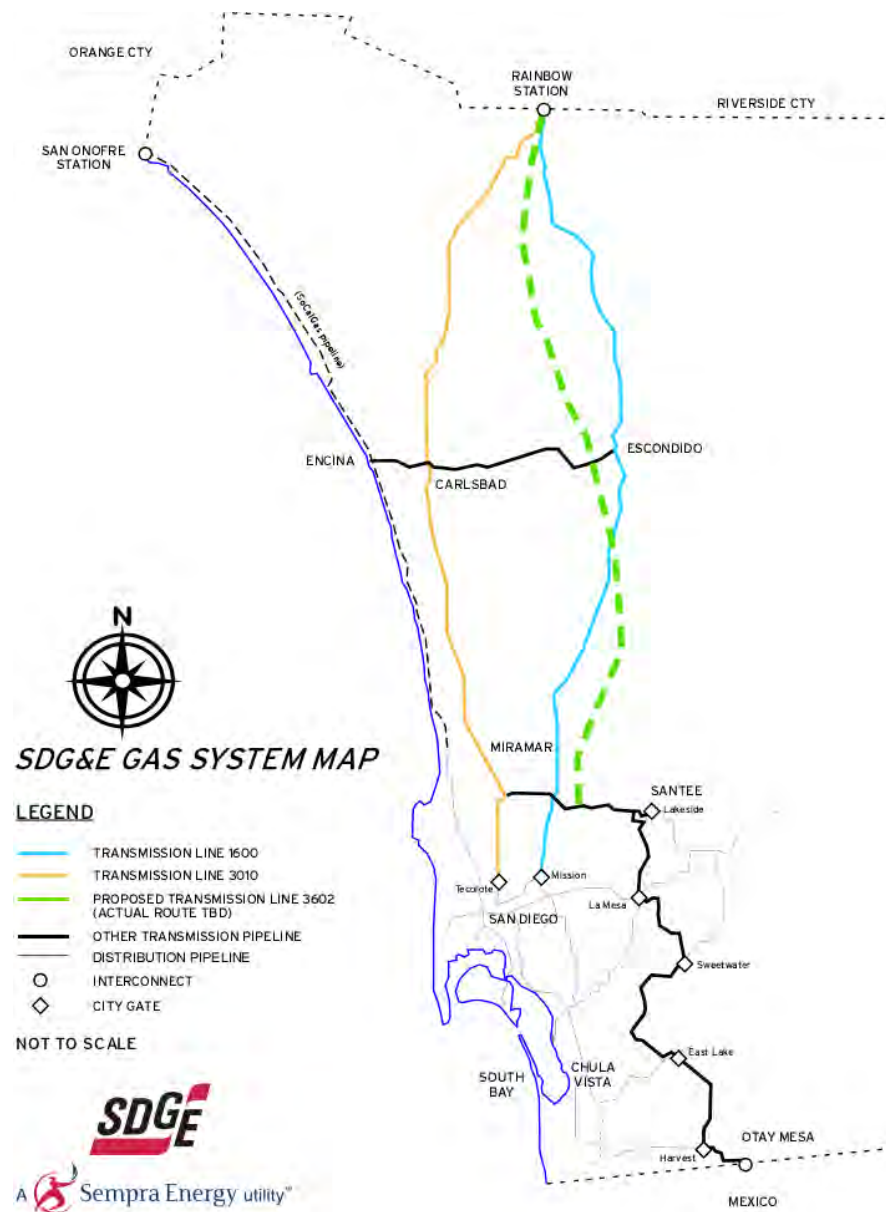 ORANGE CTY
RAINBOW
STATION
RIVERSIDE CTY
SAN ONOFRE
STATION
(SoCalGas pipeline)
ENCINA
CARLSBAD
ESCONDIDO
N
SDG&E GAS SYSTEM MAP
MIRAMAR
SANTEE
Lakeside
LEGEND
TRANSMISSION LINE 1600
TRANSMISSION LINE 3010
PROPOSED TRANSMISSION LINE 3602
(ACTUAL ROUTE TBD)
OTHER TRANSMISSION PIPELINE
DISTRIBUTION PIPELINE
INTERCONNECT
CITY GATE
NOT TO SCALE
Tecolote
Mission
La Mesa
SAN DIEGO
Sweetwater
East Lake
SOUTH
BAY
CHULA
VISTA
OTAY MESA
Harvest
MEXICO
SDGE
A Sempra Energy utility